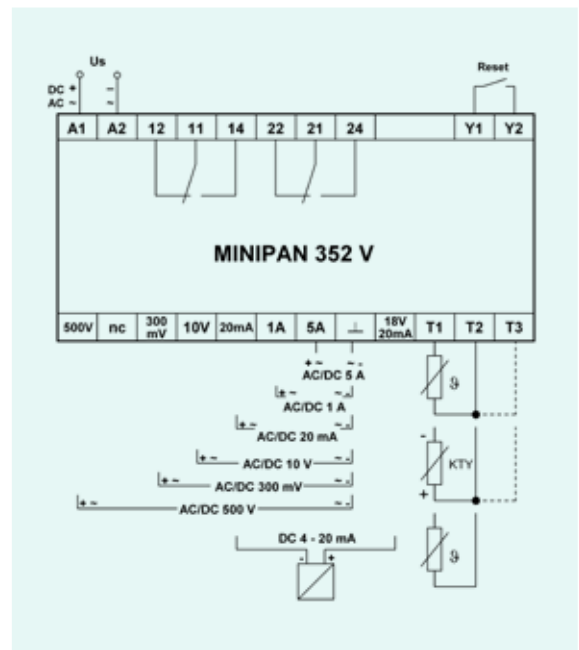 Us
Reset
DC + –
AC ~ ~
A1 A2 12 11 14 22 21 24 Y1 Y2
MINIPAN 352 V
500V nc 300 mV 10V 20mA 1A 5A ⊥ 18V 20mA T1 T2 T3
+ ~ ~ -
AC/DC 5 A
+ ~ ~ -
AC/DC 1 A
+ ~ ~ -
AC/DC 20 mA
+ ~ ~ -
AC/DC 10 V
+ ~ ~ -
AC/DC 300 mV
+ ~ ~ -
AC/DC 500 V
DC 4 - 20 mA
- +
ϑ
-
KTY
+
ϑ